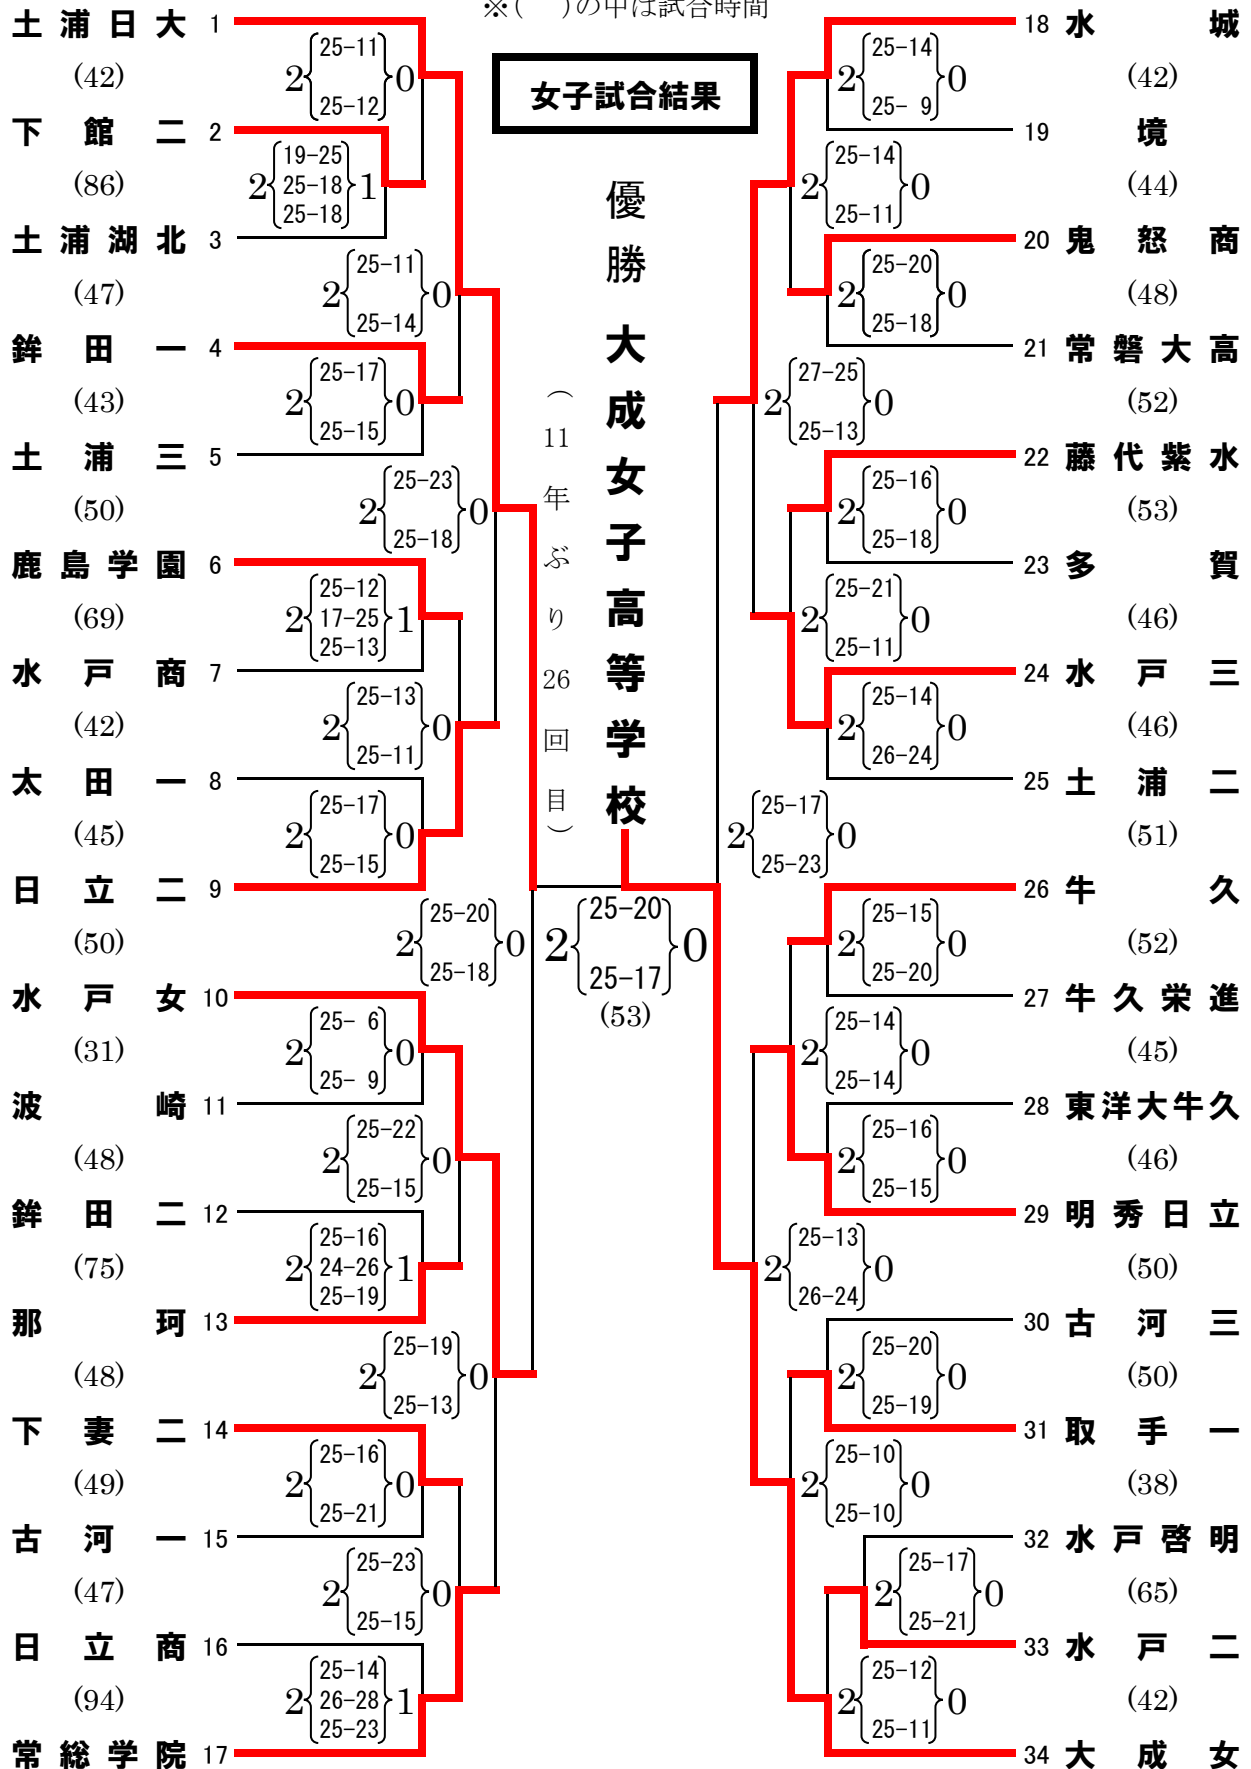 ※(　)の中は試合時間
女子試合結果
優勝 大成女子高等学校
（11年ぶり26回目）
土浦日大 1
(42)
2 25-11 25-12 0
下館二 2
(86)
2 19-25 25-18 25-18 1
土浦湖北 3
(47)
2 25-11 25-14 0
鉾田一 4
(43)
2 25-17 25-15 0
土浦三 5
(50)
2 25-23 25-18 0
鹿島学園 6
(69)
2 25-12 17-25 25-13 1
水戸商 7
(42)
2 25-13 25-11 0
太田一 8
(45)
2 25-17 25-15 0
日立二 9
(50)
2 25-20 25-18 0
水戸女 10
(31)
2 25- 6 25- 9 0
波崎 11
(48)
2 25-22 25-15 0
鉾田二 12
(75)
2 25-16 24-26 25-19 1
那珂 13
(48)
2 25-19 25-13 0
下妻二 14
(49)
2 25-16 25-21 0
古河一 15
(47)
2 25-23 25-15 0
日立商 16
(94)
2 25-14 26-28 25-23 1
常総学院 17
2 25-20 25-17 0
(53)
18 水城
2 25-14 25- 9 0
(42)
19 境
2 25-14 25-11 0
(44)
20 鬼怒商
2 25-20 25-18 0
(48)
21 常磐大高
2 27-25 25-13 0
(52)
22 藤代紫水
2 25-16 25-18 0
(53)
23 多賀
2 25-21 25-11 0
(46)
24 水戸三
2 25-14 26-24 0
(46)
25 土浦二
2 25-17 25-23 0
(51)
26 牛久
2 25-15 25-20 0
(52)
27 牛久栄進
2 25-14 25-14 0
(45)
28 東洋大牛久
2 25-16 25-15 0
(46)
29 明秀日立
2 25-13 26-24 0
(50)
30 古河三
2 25-20 25-19 0
(50)
31 取手一
2 25-10 25-10 0
(38)
32 水戸啓明
2 25-17 25-21 0
(65)
33 水戸二
2 25-12 25-11 0
(42)
34 大成女